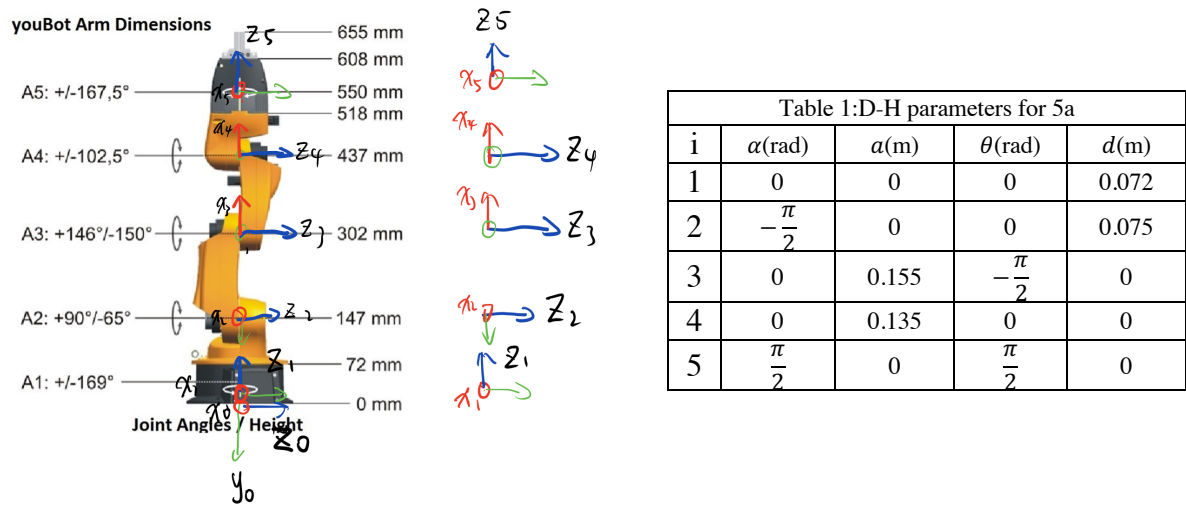 youBot Arm Dimensions
655 mm
608 mm
A5: +/-167,5°
550 mm
518 mm
A4: +/-102,5°
437 mm
A3: +146°/-150°
302 mm
A2: +90°/-65°
147 mm
72 mm
A1: +/-169°
0 mm
Joint Angles / Height
z5
x5
x4
z4
x3
z3
x2
z2
z1
x1
x0
z0
y0
z5
x5
x4
z4
x3
z3
x2
z2
z1
x1
Table 1:D-H parameters for 5a
i α(rad) a(m) θ(rad) d(m)
1 0 0 0 0.072
2 −π/2 0 0 0.075
3 0 0.155 −π/2 0
4 0 0.135 0 0
5 π/2 0 π/2 0